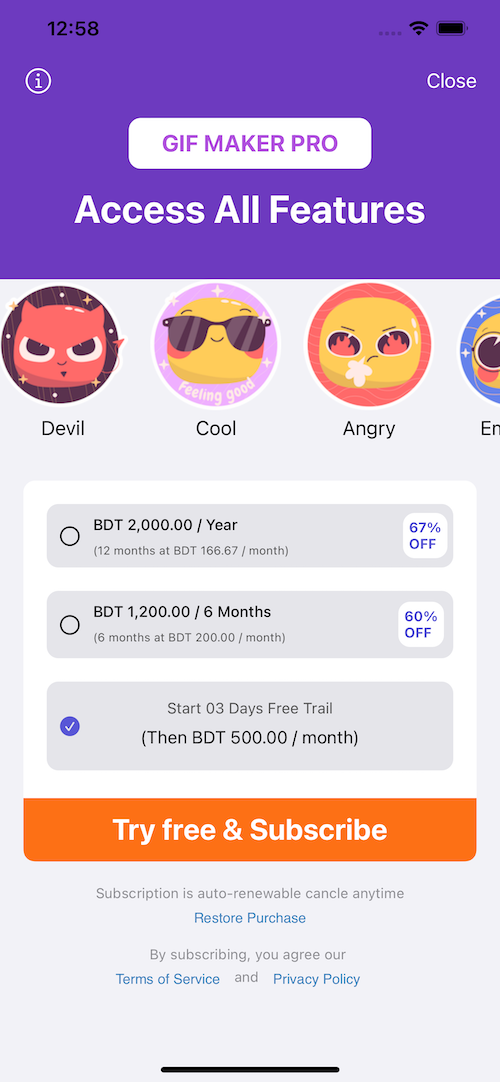 12:58
Close
GIF MAKER PRO
Access All Features
Feeling good
Devil
Cool
Angry
Em
BDT 2,000.00 / Year
(12 months at BDT 166.67 / month)
67%
OFF
BDT 1,200.00 / 6 Months
(6 months at BDT 200.00 / month)
60%
OFF
Start 03 Days Free Trail
(Then BDT 500.00 / month)
Try free & Subscribe
Subscription is auto-renewable cancle anytime
Restore Purchase
By subscribing, you agree our
Terms of Service and Privacy Policy